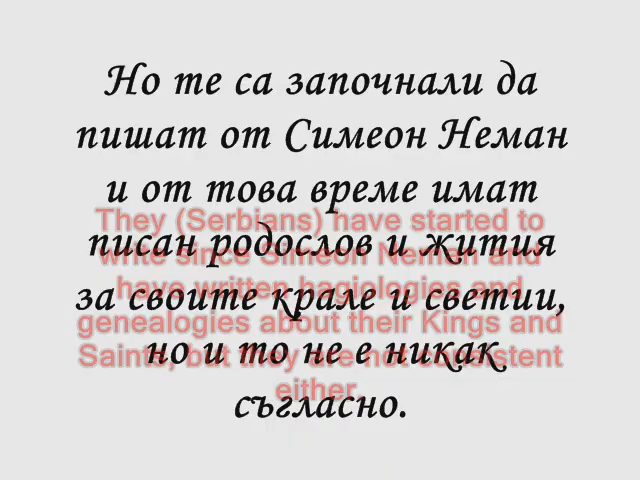 Но те са започнали да
пишат от Симеон Неман
и от това време имат
писан родослов и жития
за своите крале и светии,
но и то не е никак
съгласно.
They (Serbians) have started to
write since Simeon Neman and
have written hagiologies and
genealogies about their Kings and
Saints, but they are not consistent
either.